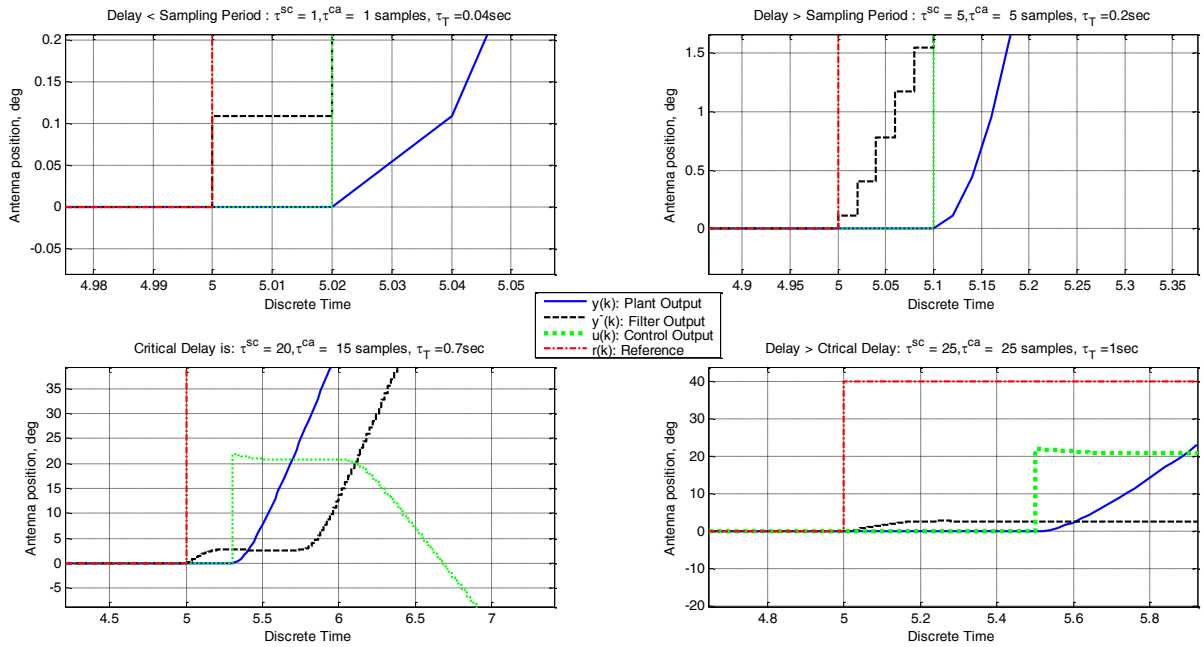 Delay < Sampling Period : τ^sc = 1,τ^ca = 1 samples, τ_T =0.04sec
Antenna position, deg
0.2
0.15
0.1
0.05
0
-0.05
4.98 4.99 5 5.01 5.02 5.03 5.04 5.05
Discrete Time
Delay > Sampling Period : τ^sc = 5,τ^ca = 5 samples, τ_T =0.2sec
Antenna position, deg
1.5
1
0.5
0
4.9 4.95 5 5.05 5.1 5.15 5.2 5.25 5.3 5.35
Discrete Time
y(k): Plant Output
y^-(k): Filter Output
u(k): Control Output
r(k): Reference
Critical Delay is: τ^sc = 20,τ^ca = 15 samples, τ_T =0.7sec
Antenna position, deg
35
30
25
20
15
10
5
0
-5
4.5 5 5.5 6 6.5 7
Discrete Time
Delay > Ctrical Delay: τ^sc = 25,τ^ca = 25 samples, τ_T =1sec
Antenna position, deg
40
30
20
10
0
-10
-20
4.8 5 5.2 5.4 5.6 5.8
Discrete Time